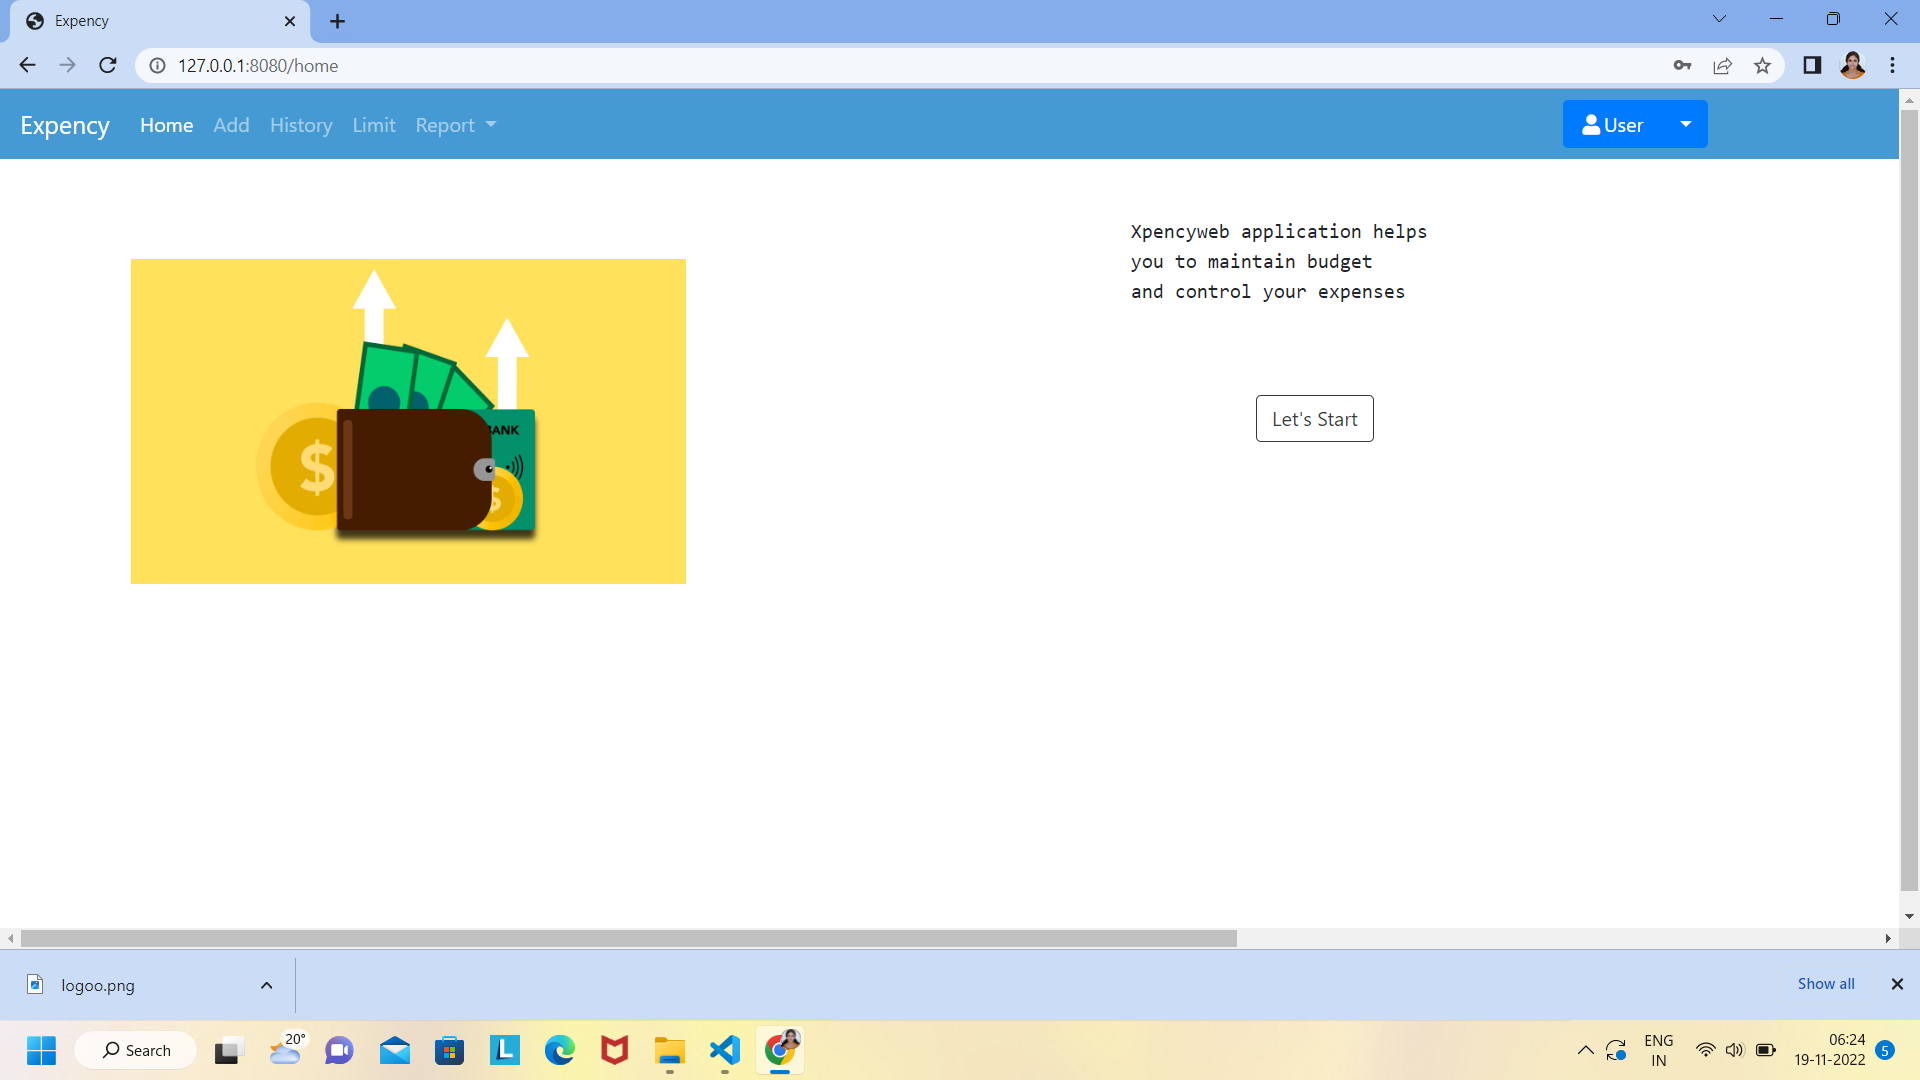 Expency
127.0.0.1:8080/home
Expency Home Add History Limit Report User
Xpencyweb application helps
you to maintain budget
and control your expenses
BANK
$
$
Let's Start
logoo.png
Show all
Search
20°
L
ENG
IN
06:24
19-11-2022
5